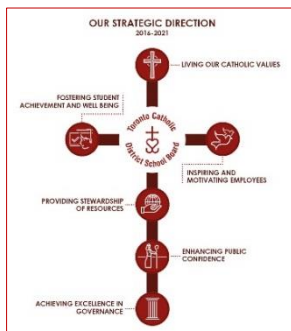 OUR STRATEGIC DIRECTION
2016-2021
LIVING OUR CATHOLIC VALUES
FOSTERING STUDENT
ACHIEVEMENT AND WELL BEING
Toronto Catholic
District School Board
INSPIRING AND
MOTIVATING EMPLOYEES
PROVIDING STEWARDSHIP
OF RESOURCES
ENHANCING PUBLIC
CONFIDENCE
ACHIEVING EXCELLENCE IN
GOVERNANCE